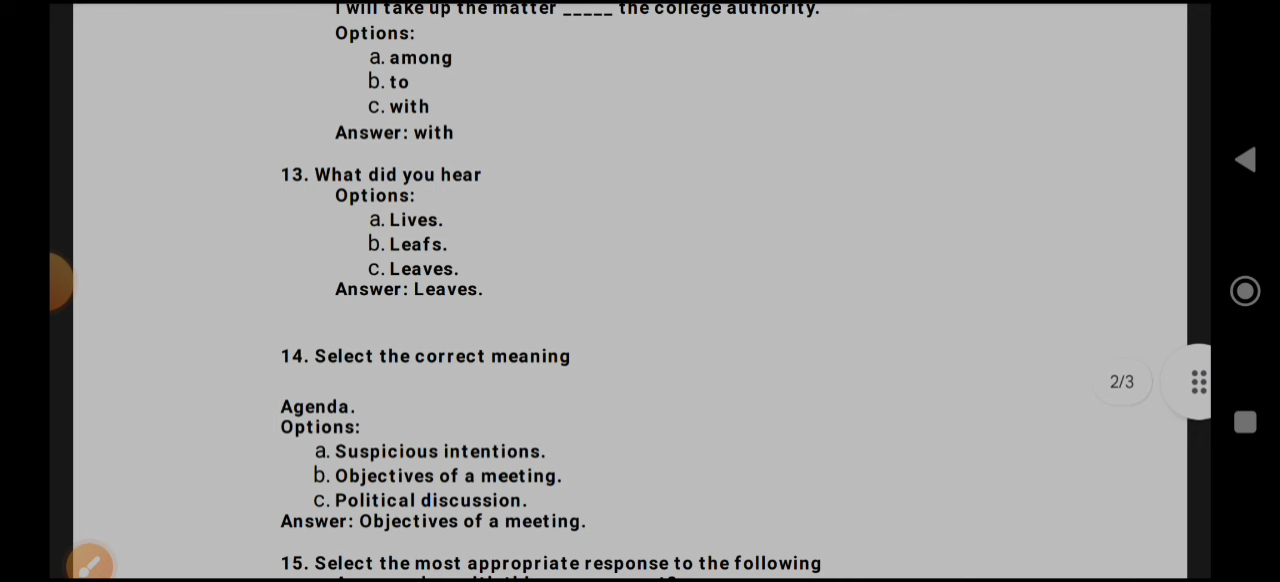 I will take up the matter _____ the college authority.
Options:
a. among
b. to
c. with
Answer: with
13. What did you hear
Options:
a. Lives.
b. Leafs.
c. Leaves.
Answer: Leaves.
14. Select the correct meaning
Agenda.
Options:
a. Suspicious intentions.
b. Objectives of a meeting.
c. Political discussion.
Answer: Objectives of a meeting.
2/3
15. Select the most appropriate response to the following